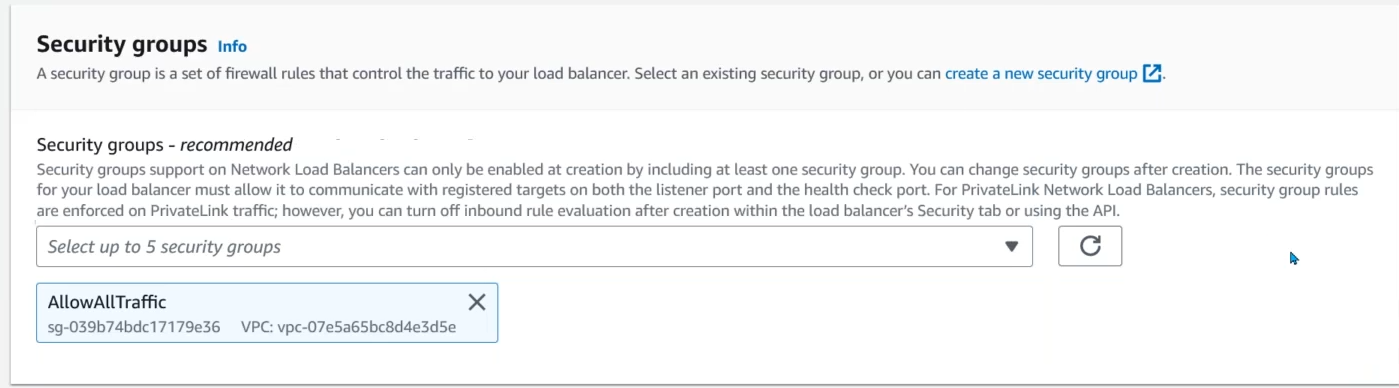 Security groups Info
A security group is a set of firewall rules that control the traffic to your load balancer. Select an existing security group, or you can create a new security group.
Security groups - recommended
Security groups support on Network Load Balancers can only be enabled at creation by including at least one security group. You can change security groups after creation. The security groups
for your load balancer must allow it to communicate with registered targets on both the listener port and the health check port. For PrivateLink Network Load Balancers, security group rules
are enforced on PrivateLink traffic; however, you can turn off inbound rule evaluation after creation within the load balancer's Security tab or using the API.
Select up to 5 security groups
AllowAllTraffic
sg-039b74bdc17179e36 VPC: vpc-07e5a65bc8d4e3d5e